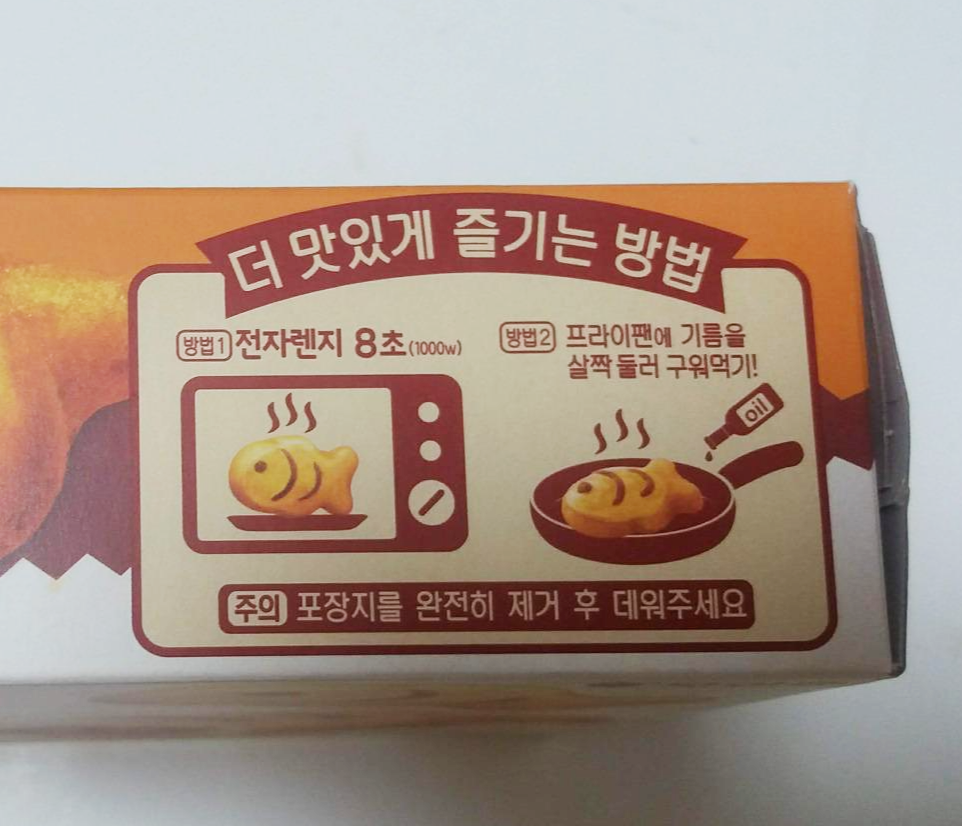 더 맛있게 즐기는 방법
방법1 전자렌지 8초(1000w)
방법2 프라이팬에 기름을
살짝 둘러 구워먹기!
oil
주의 포장지를 완전히 제거 후 데워주세요